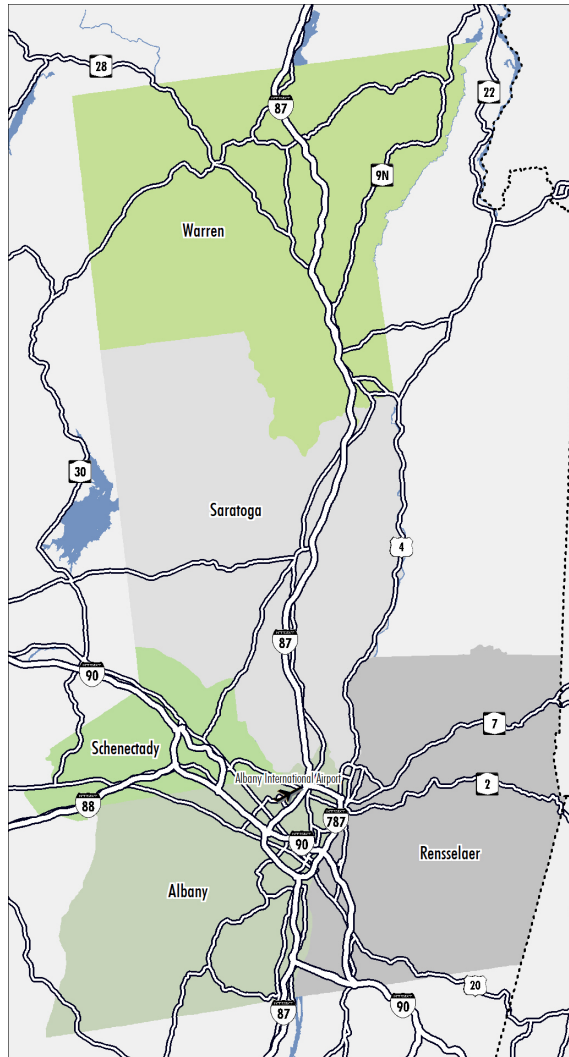 28
87
22
9N
Warren
30
Saratoga
4
87
90
7
Schenectady
Albany International Airport
2
88
787
90
Rensselaer
Albany
20
90
87